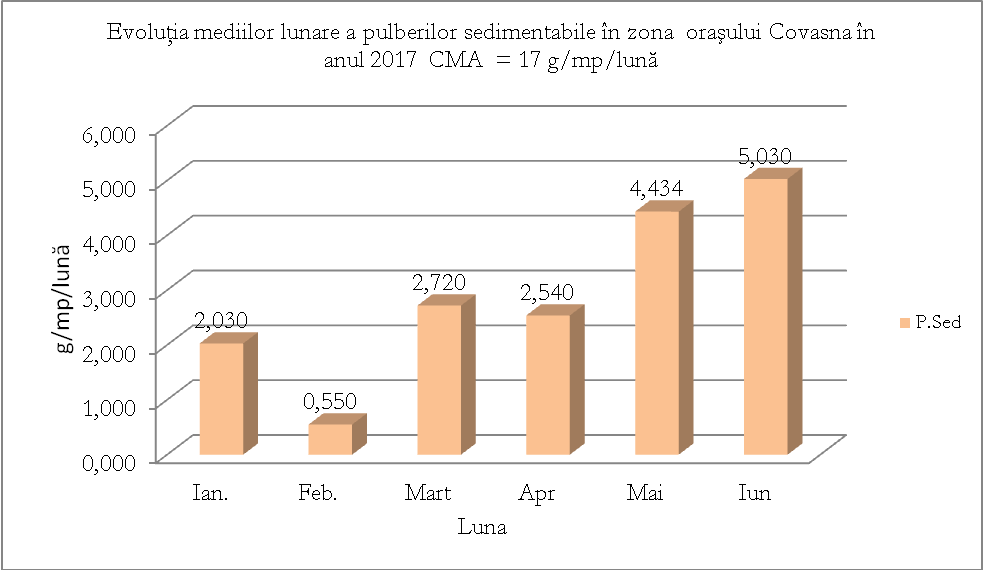 Evoluția mediilor lunare a pulberilor sedimentabile în zona orașului Covasna în
anul 2017 CMA = 17 g/mp/lună
g/mp/lună
6,000
5,000
4,000
3,000
2,000
1,000
0,000
2,030
0,550
2,720
2,540
4,434
5,030
Ian.
Feb.
Mart
Apr
Mai
Iun
Luna
P.Sed